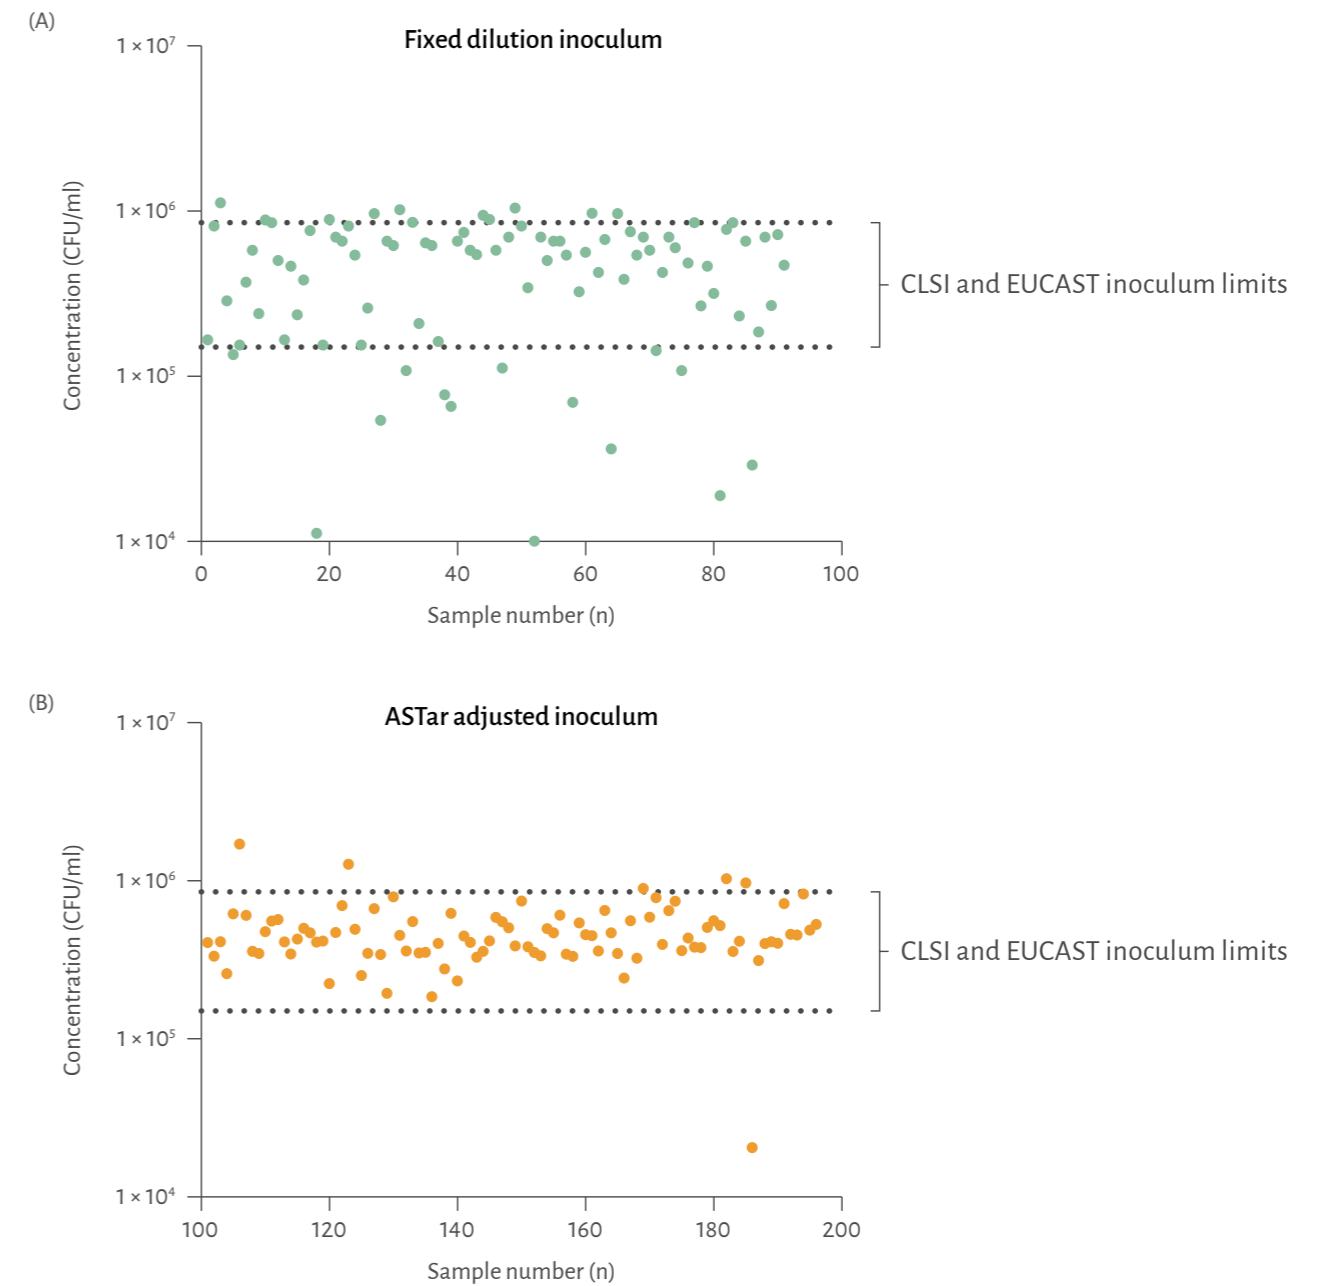 (A)
Fixed dilution inoculum
1 × 10⁷
1 × 10⁶
1 × 10⁵
1 × 10⁴
Concentration (CFU/ml)
CLSI and EUCAST inoculum limits
0 20 40 60 80 100
Sample number (n)
(B)
ASTar adjusted inoculum
1 × 10⁷
1 × 10⁶
1 × 10⁵
1 × 10⁴
Concentration (CFU/ml)
CLSI and EUCAST inoculum limits
100 120 140 160 180 200
Sample number (n)